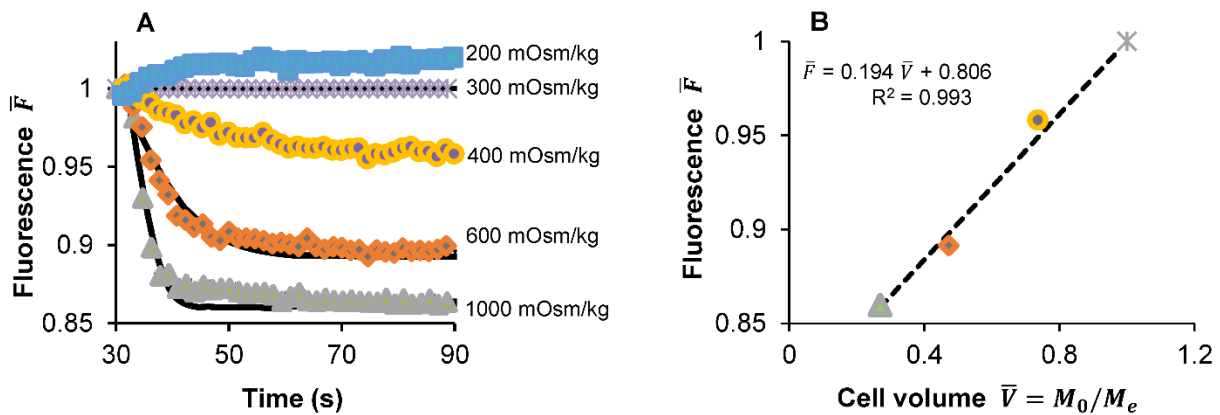 A
Fluorescence F̅
1
0.95
0.9
0.85
30
50
70
90
Time (s)
200 mOsm/kg
300 mOsm/kg
400 mOsm/kg
600 mOsm/kg
1000 mOsm/kg
B
Fluorescence F̅
1
0.95
0.9
0.85
0
0.4
0.8
1.2
F̅ = 0.194 V̅ + 0.806
R² = 0.993
Cell volume V̅ = M₀/Mₑ